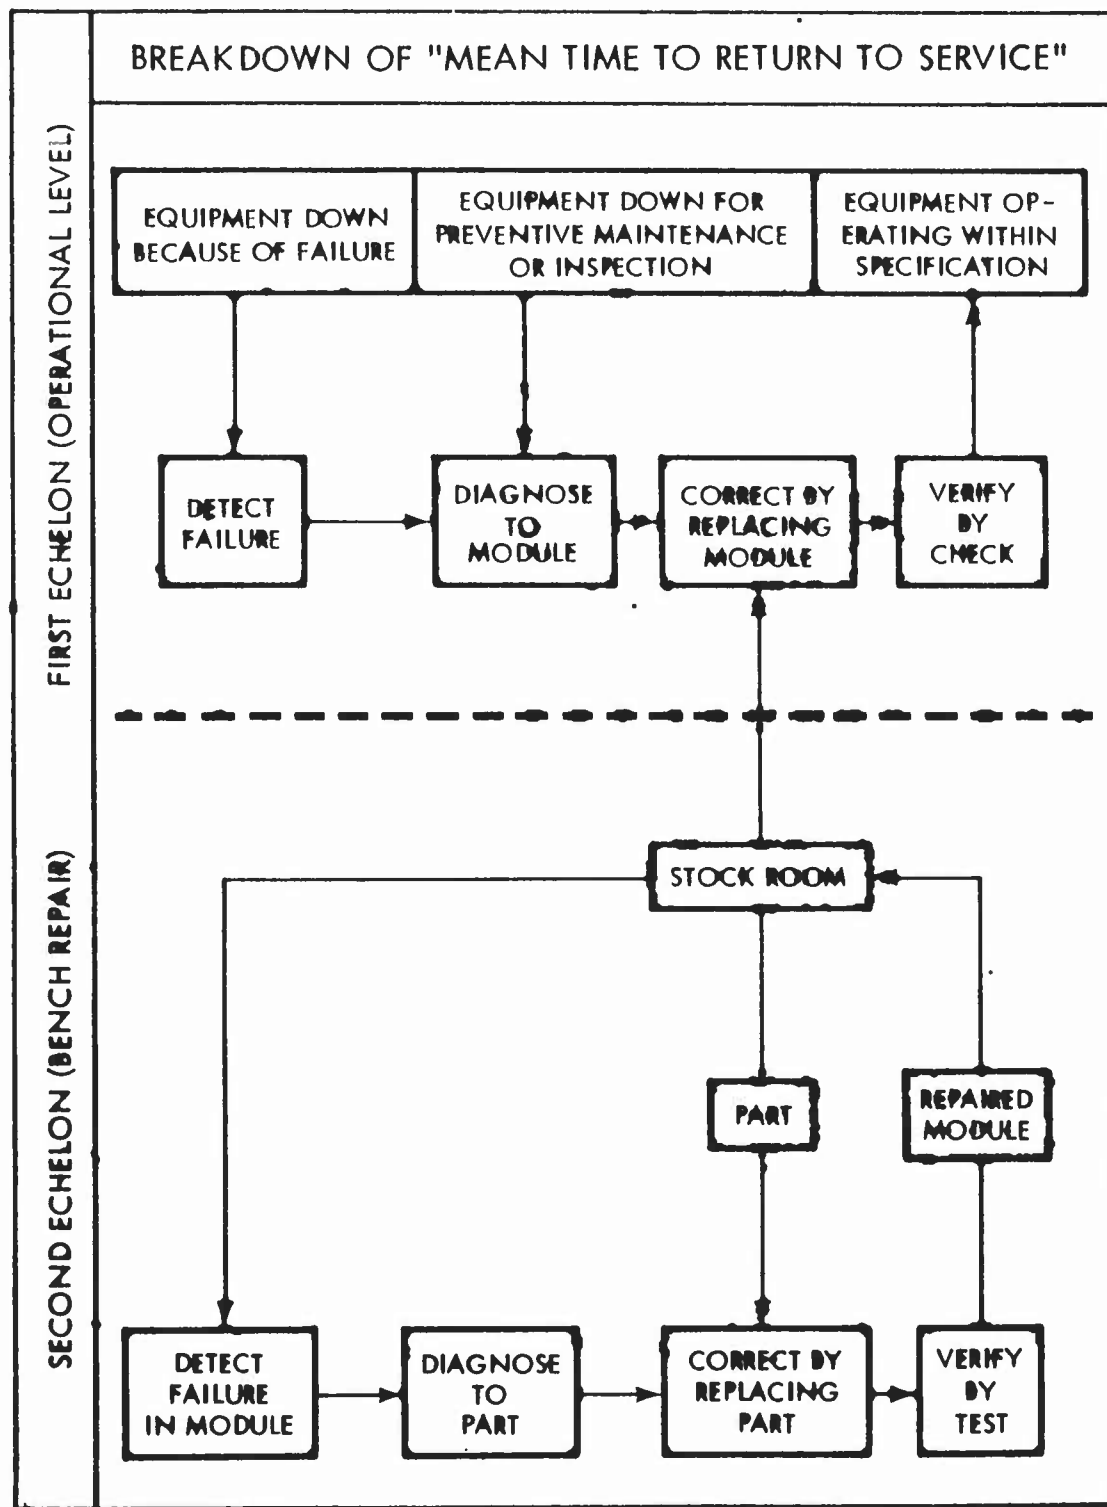 BREAKDOWN OF "MEAN TIME TO RETURN TO SERVICE"
FIRST ECHELON (OPERATIONAL LEVEL)
EQUIPMENT DOWN
BECAUSE OF FAILURE
EQUIPMENT DOWN FOR
PREVENTIVE MAINTENANCE
OR INSPECTION
EQUIPMENT OP-
ERATING WITHIN
SPECIFICATION
DETECT
FAILURE
DIAGNOSE
TO
MODULE
CORRECT BY
REPLACING
MODULE
VERIFY
BY
CHECK
SECOND ECHELON (BENCH REPAIR)
STOCK ROOM
PART
REPAIRED
MODULE
DETECT
FAILURE
IN MODULE
DIAGNOSE
TO
PART
CORRECT BY
REPLACING
PART
VERIFY
BY
TEST